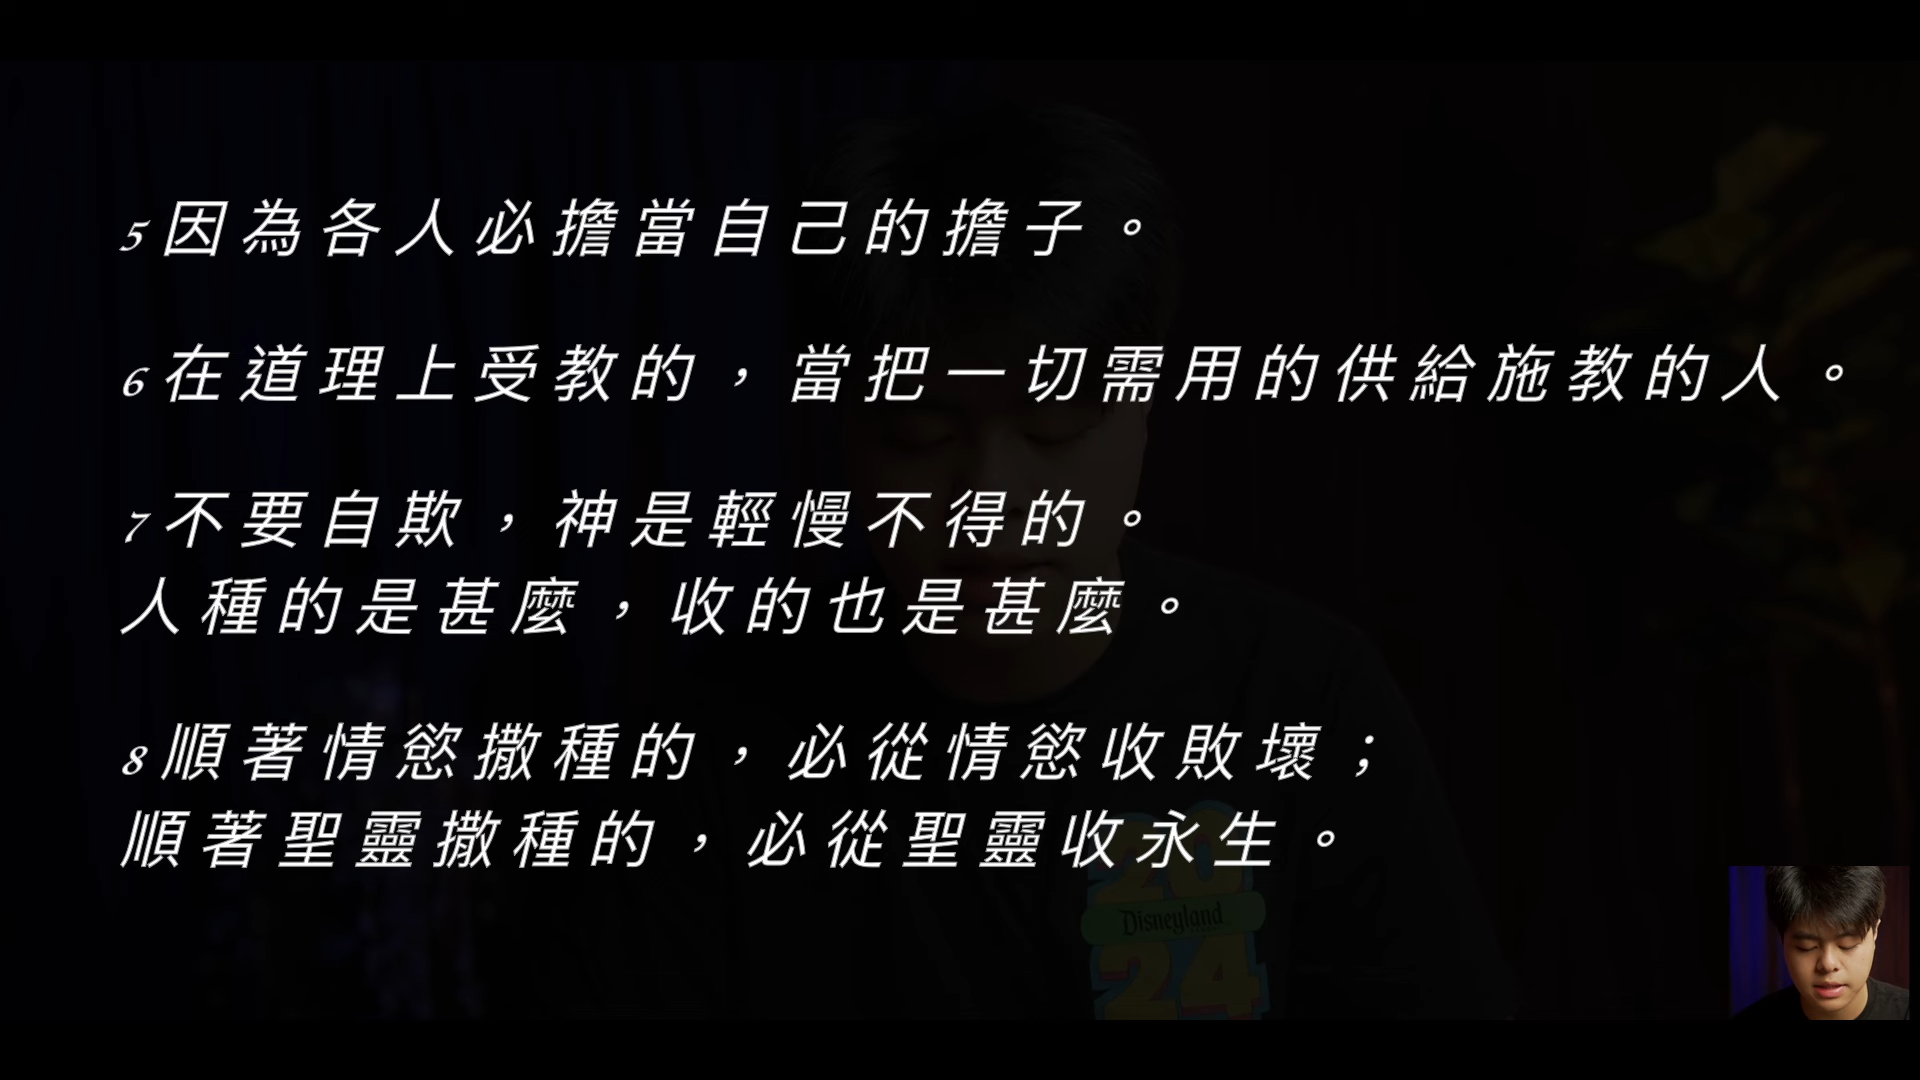 5因為各人必擔當自己的擔子。
6在道理上受教的，當把一切需用的供給施教的人。
7不要自欺，神是輕慢不得的。
人種的是甚麼，收的也是甚麼。
8順著情慾撒種的，必從情慾收敗壞；
順著聖靈撒種的，必從聖靈收永生。
20
Disneyland
24